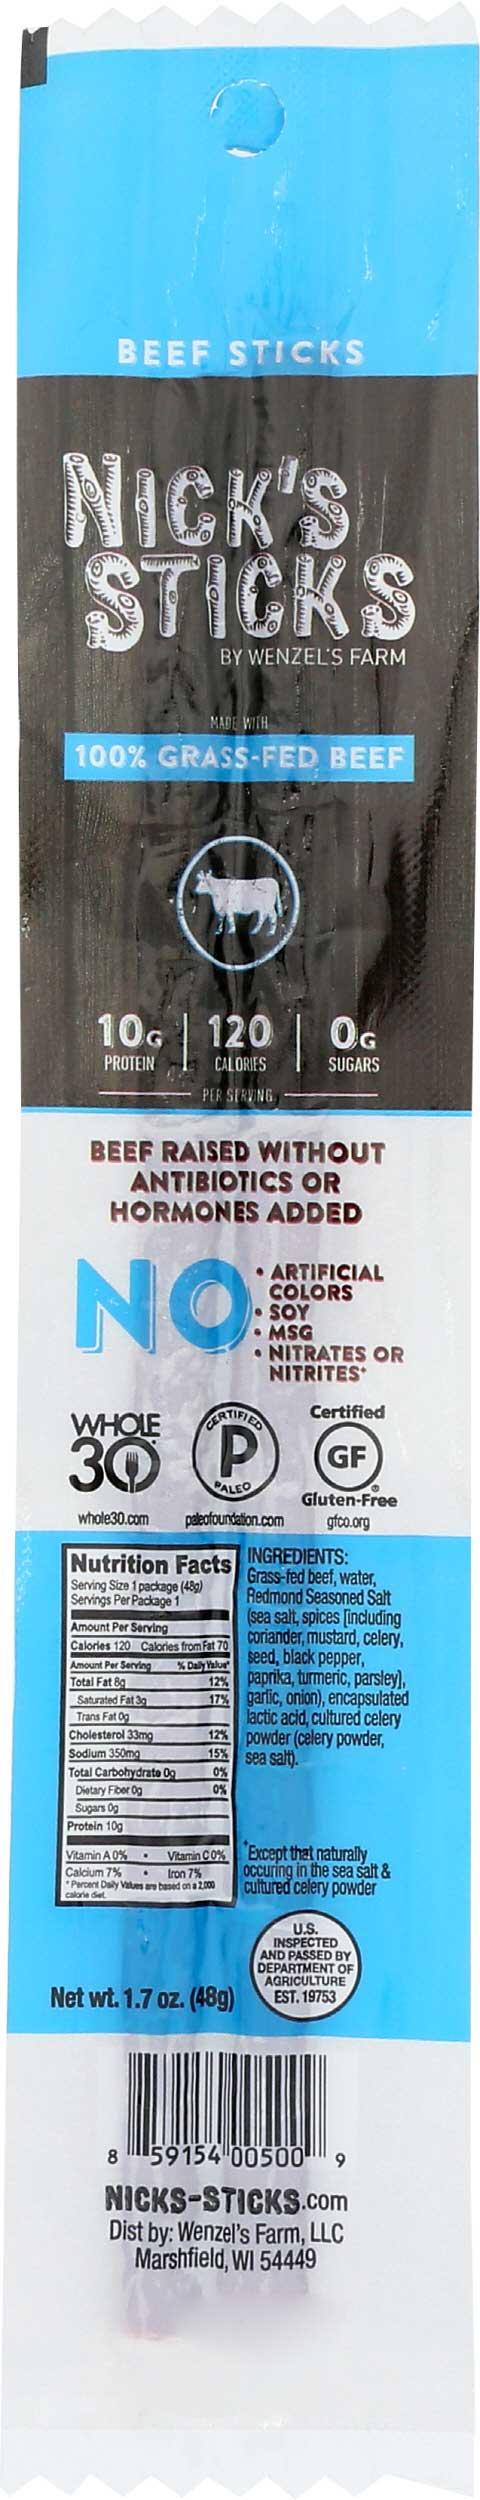 BEEF STICKS
NICK'S
STICKS
BY WENZEL'S FARM
MADE WITH
100% GRASS-FED BEEF
10G PROTEIN | 120 CALORIES | 0G SUGARS
PER SERVING
BEEF RAISED WITHOUT
ANTIBIOTICS OR
HORMONES ADDED
NO
• ARTIFICIAL
COLORS
• SOY
• MSG
• NITRATES OR
NITRITES+
WHOLE
30®
whole30.com
CERTIFIED
P
PALEO
paleofoundation.com
Certified
GF
®
Gluten-Free
gfco.org
Nutrition Facts
Serving Size 1 package (48g)
Servings Per Package 1
Amount Per Serving
Calories 120 Calories from Fat 70
Amount Per Serving % Daily Value*
Total Fat 8g 12%
Saturated Fat 3g 17%
Trans Fat 0g
Cholesterol 33mg 12%
Sodium 350mg 15%
Total Carbohydrate 0g 0%
Dietary Fiber 0g 0%
Sugars 0g
Protein 10g
Vitamin A 0% • Vitamin C 0%
Calcium 7% • Iron 7%
* Percent Daily Values are based on a 2,000
calorie diet.
INGREDIENTS:
Grass-fed beef, water,
Redmond Seasoned Salt
(sea salt, spices [including
coriander, mustard, celery,
seed, black pepper,
paprika, turmeric, parsley],
garlic, onion), encapsulated
lactic acid, cultured celery
powder (celery powder,
sea salt).
+Except that naturally
occuring in the sea salt &
cultured celery powder
U.S.
INSPECTED
AND PASSED BY
DEPARTMENT OF
AGRICULTURE
EST. 19753
Net wt. 1.7 oz. (48g)
8 59154 00500 9
NICKS-STICKS.com
Dist by: Wenzel's Farm, LLC
Marshfield, WI 54449